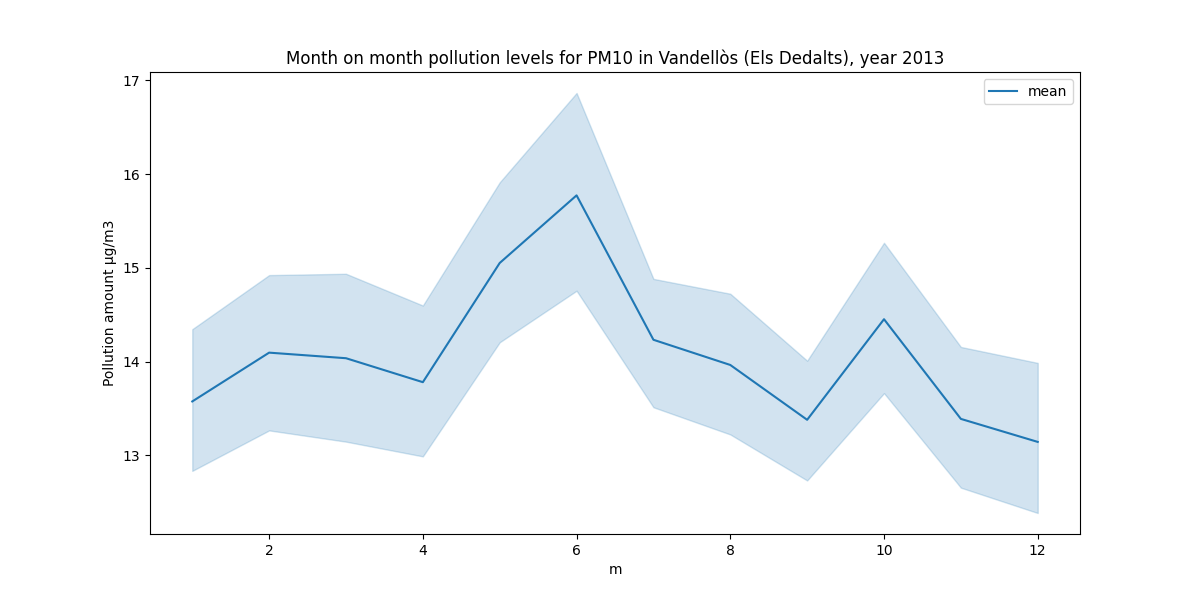 Month on month pollution levels for PM10 in Vandellòs (Els Dedalts), year 2013
mean
Pollution amount µg/m3
17
16
15
14
13
2 4 6 8 10 12
m